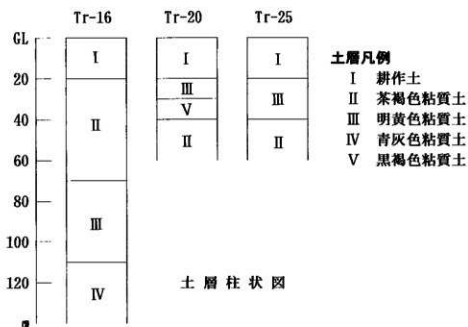 Tr-16 Tr-20 Tr-25
GL
20
40
60
80
100
120
Ⅰ
Ⅱ
Ⅲ
Ⅳ
Ⅰ
Ⅲ
Ⅴ
Ⅱ
Ⅰ
Ⅲ
Ⅱ
土層凡例
Ⅰ 耕作土
Ⅱ 茶褐色粘質土
Ⅲ 明黄色粘質土
Ⅳ 青灰色粘質土
Ⅴ 黒褐色粘質土
土層柱状図